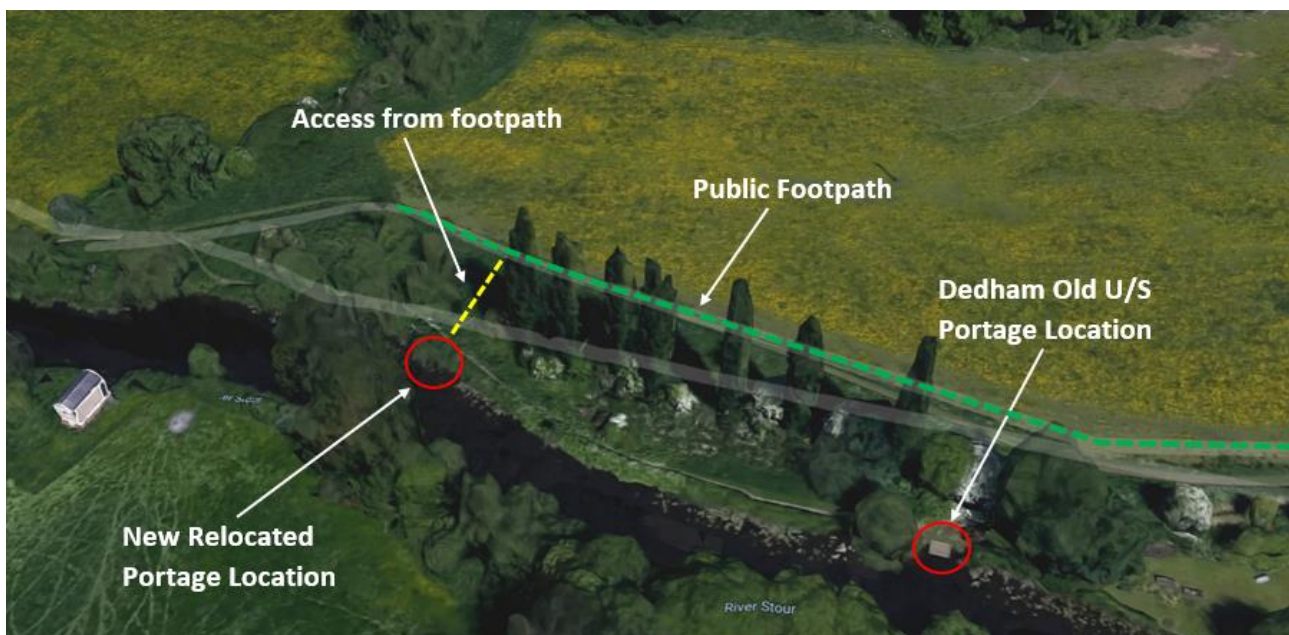 Access from footpath
Public Footpath
Dedham Old U/S
Portage Location
New Relocated
Portage Location
River Stour